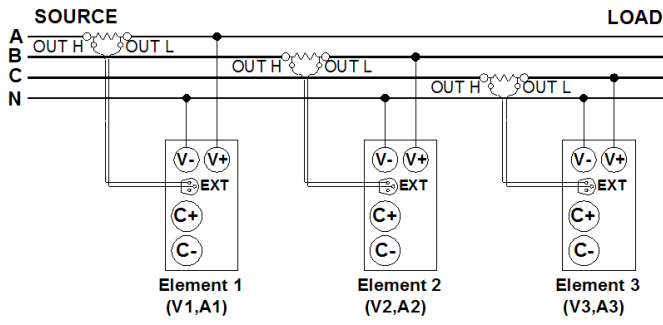 SOURCE LOAD
A
OUT H OUT L
B
OUT H OUT L
C
OUT H OUT L
N
V- V+ V- V+ V- V+
EXT EXT EXT
C+ C+ C+
C- C- C-
Element 1 Element 2 Element 3
(V1,A1) (V2,A2) (V3,A3)